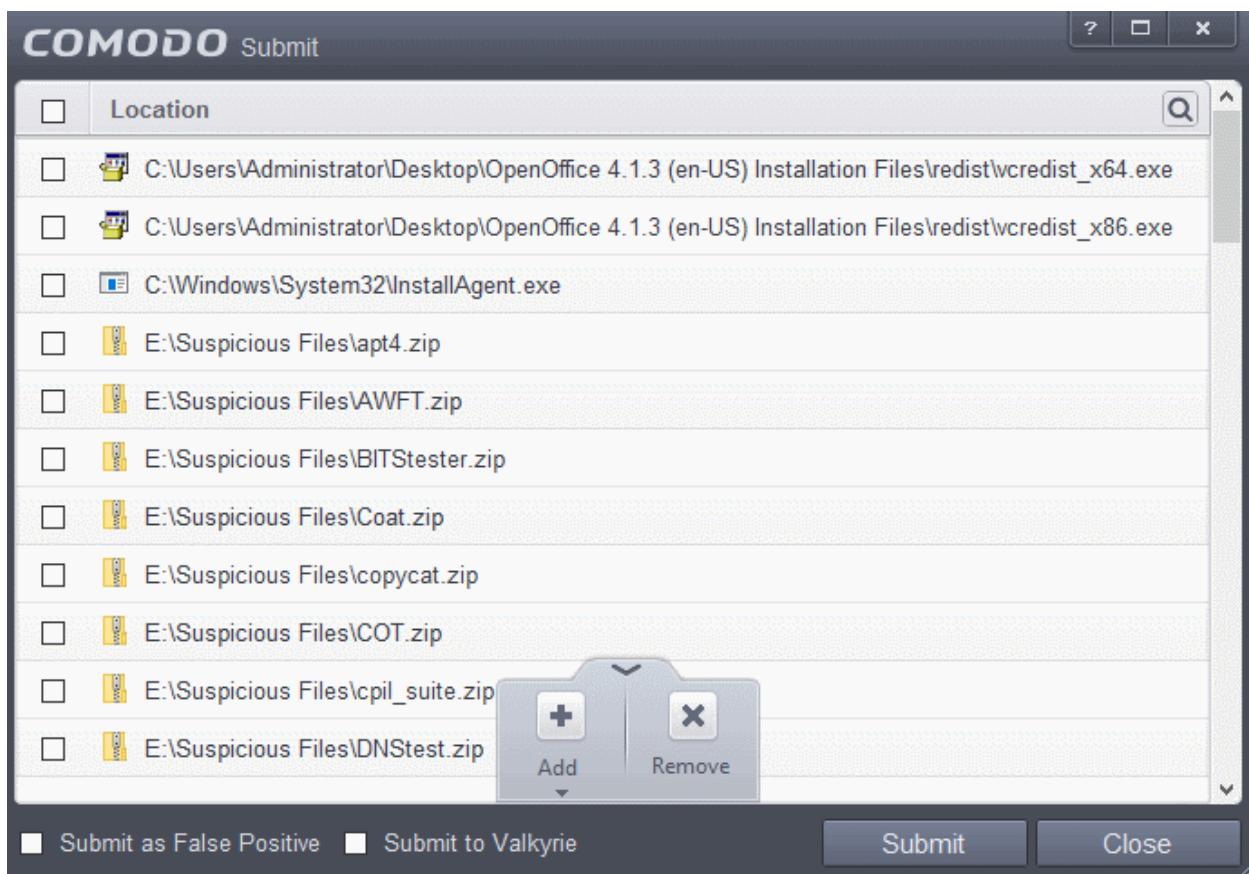 COMODO Submit
?
Location
C:\Users\Administrator\Desktop\OpenOffice 4.1.3 (en-US) Installation Files\redist\vcredist_x64.exe
C:\Users\Administrator\Desktop\OpenOffice 4.1.3 (en-US) Installation Files\redist\vcredist_x86.exe
C:\Windows\System32\InstallAgent.exe
E:\Suspicious Files\apt4.zip
E:\Suspicious Files\AWFT.zip
E:\Suspicious Files\BITStester.zip
E:\Suspicious Files\Coat.zip
E:\Suspicious Files\copycat.zip
E:\Suspicious Files\COT.zip
E:\Suspicious Files\cpil_suite.zip
E:\Suspicious Files\DNStest.zip
Add Remove
Submit as False Positive Submit to Valkyrie Submit Close